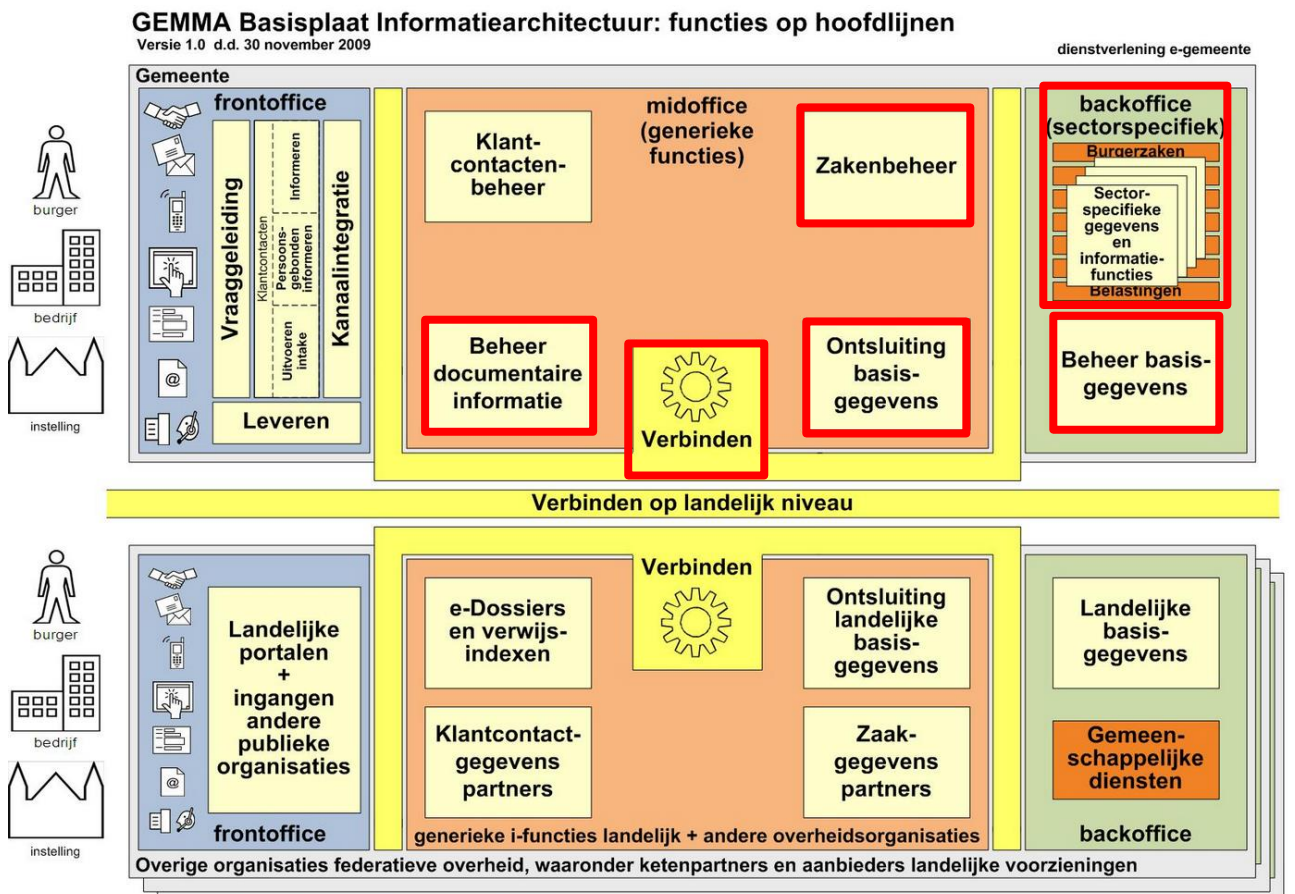 GEMMA Basisplaat Informatiearchitectuur: functies op hoofdlijnen
Versie 1.0 d.d. 30 november 2009
dienstverlening e-gemeente
Gemeente
burger
bedrijf
instelling
frontoffice
Vraaggeleiding
Klantcontacten
Informeren
Persoons-
gebonden
informeren
Uitvoeren
intake
Kanaalintegratie
Leveren
@
midoffice
(generieke
functies)
Klant-
contacten-
beheer
Zakenbeheer
Beheer
documentaire
informatie
Verbinden
Ontsluiting
basis-
gegevens
backoffice
(sectorspecifiek)
Burgerzaken
Sector-
specifieke
gegevens
en
informatie-
functies
Belastingen
Beheer basis-
gegevens
Verbinden op landelijk niveau
burger
bedrijf
instelling
@
Landelijke
portalen
+
ingangen
andere
publieke
organisaties
frontoffice
Verbinden
e-Dossiers
en verwijs-
indexen
Ontsluiting
landelijke
basis-
gegevens
Klantcontact-
gegevens
partners
Zaak-
gegevens
partners
generieke i-functies landelijk + andere overheidsorganisaties
Landelijke
basis-
gegevens
Gemeen-
schappelijke
diensten
backoffice
Overige organisaties federatieve overheid, waaronder ketenpartners en aanbieders landelijke voorzieningen